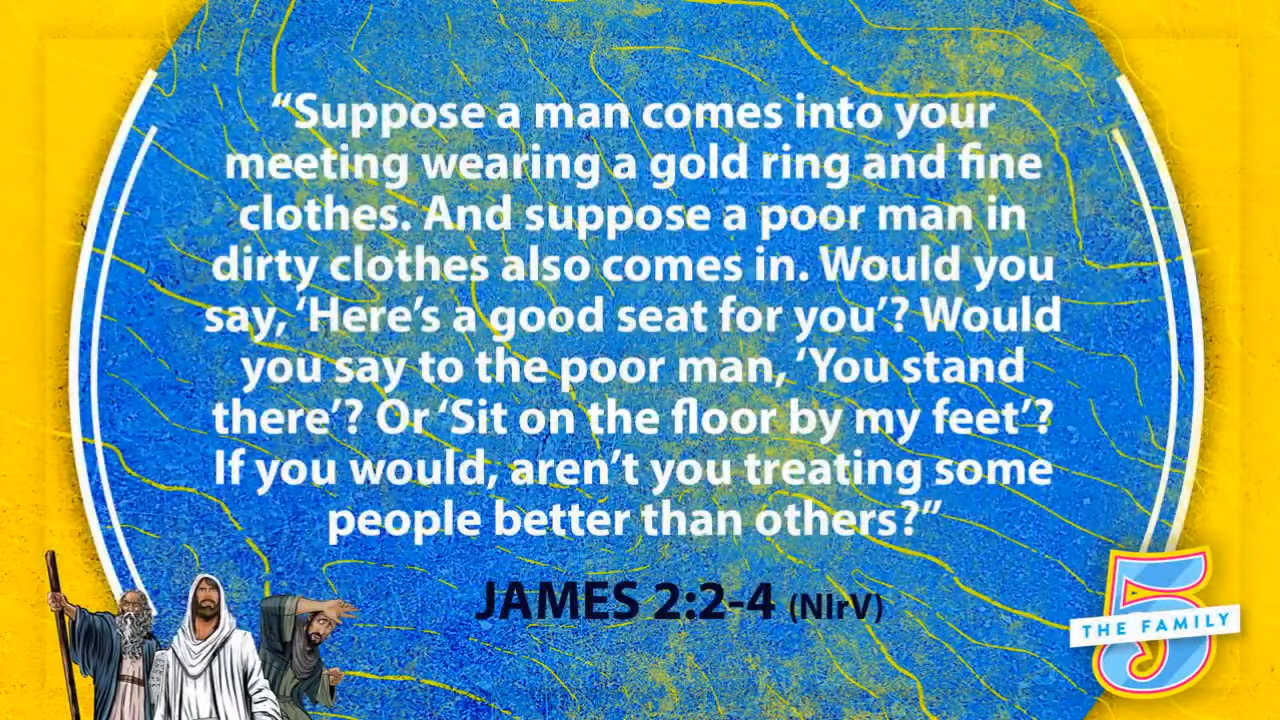 “Suppose a man comes into your
meeting wearing a gold ring and fine
clothes. And suppose a poor man in
dirty clothes also comes in. Would you
say, ‘Here’s a good seat for you’? Would
you say to the poor man, ‘You stand
there’? Or ‘Sit on the floor by my feet’?
If you would, aren’t you treating some
people better than others?”
JAMES 2:2-4 (NIrV)
5
THE FAMILY